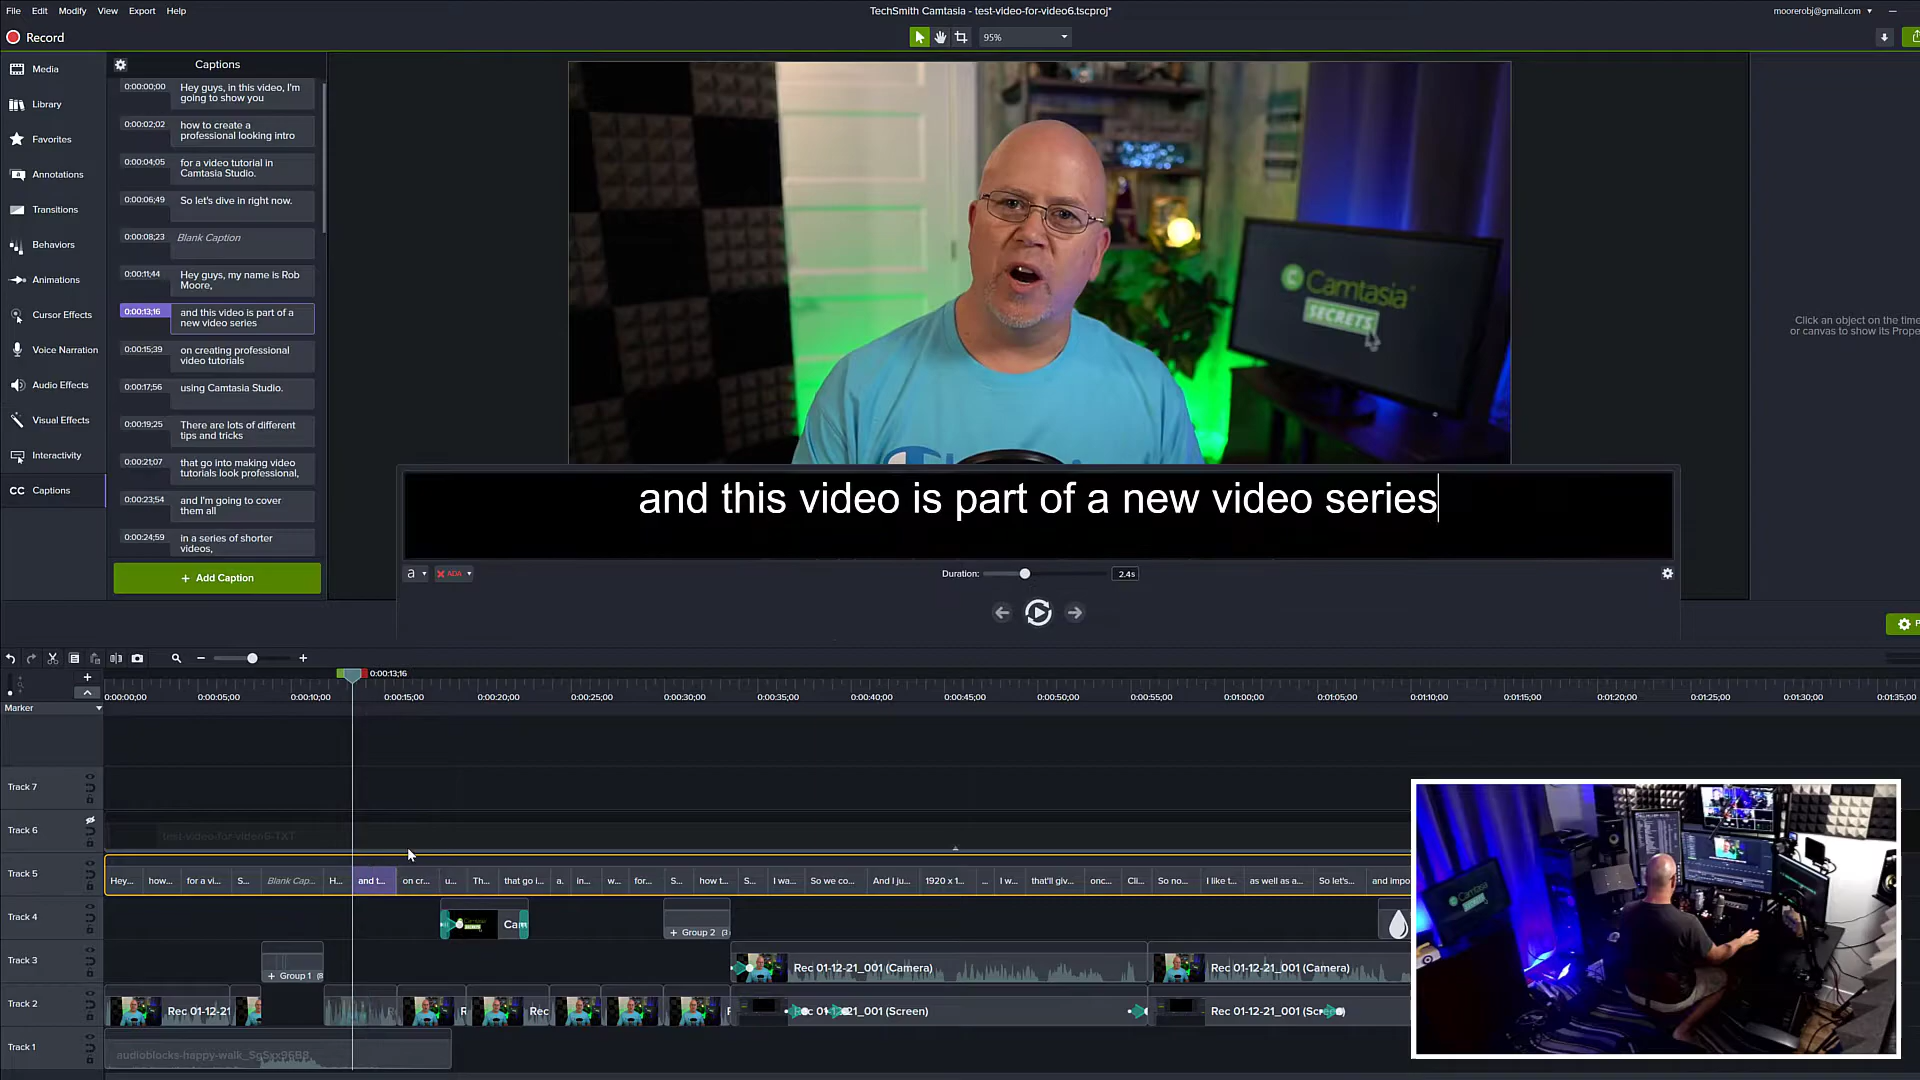 File Edit Modify View Export Help
TechSmith Camtasia - test-video-for-video6.tscproj*
moorerobj@gmail.com
Record
95%
Media
Library
Favorites
Annotations
Transitions
Behaviors
Animations
Cursor Effects
Voice Narration
Audio Effects
Visual Effects
Interactivity
CC Captions
Captions
0:00:00;00 Hey guys, in this video, I'm
going to show you
0:00:02;02 how to create a
professional looking intro
0:00:04;05 for a video tutorial in
Camtasia Studio.
0:00:06;49 So let's dive in right now.
0:00:08;23 Blank Caption
0:00:11;44 Hey guys, my name is Rob
Moore,
0:00:13;16 and this video is part of a
new video series
0:00:15;39 on creating professional
video tutorials
0:00:17;56 using Camtasia Studio.
0:00:19;25 There are lots of different
tips and tricks
0:00:21;07 that go into making video
tutorials look professional,
0:00:23;54 and I'm going to cover
them all
0:00:24;59 in a series of shorter
videos,
+ Add Caption
Camtasia
SECRETS
Click an object on the time
or canvas to show its Prope
and this video is part of a new video series
a
ADA
Duration:
2.4s
P
0:00:13;16
0:00:00;00 0:00:05;00 0:00:10;00 0:00:15;00 0:00:20;00 0:00:25;00 0:00:30;00 0:00:35;00 0:00:40;00 0:00:45;00 0:00:50;00 0:00:55;00 0:01:00;00 0:01:05;00 0:01:10;00 0:01:15;00 0:01:20;00 0:01:25;00 0:01:30;00 0:01:35;00
Marker
Track 7
Track 6
test-video-for-video6-TXT
Track 5
Hey... how... for a vi... S... Blank Cap... H... and t... on cr... u... Th... that go i... a. in... w... for... S... how t... S... I wa... So we co... And I ju... 1920 x 1... ... I w... that'll giv... onc... Cli... So no... I like t... as well as a... So let's... and impo
Track 4
Cam
+ Group 2 (3
Track 3
+ Group 1 (8
Rec 01-12-21_001 (Camera)
Rec 01-12-21_001 (Camera)
Track 2
Rec 01-12-21
Rec
01-12-21_001 (Screen)
Rec 01-12-21_001 (Screen)
Track 1